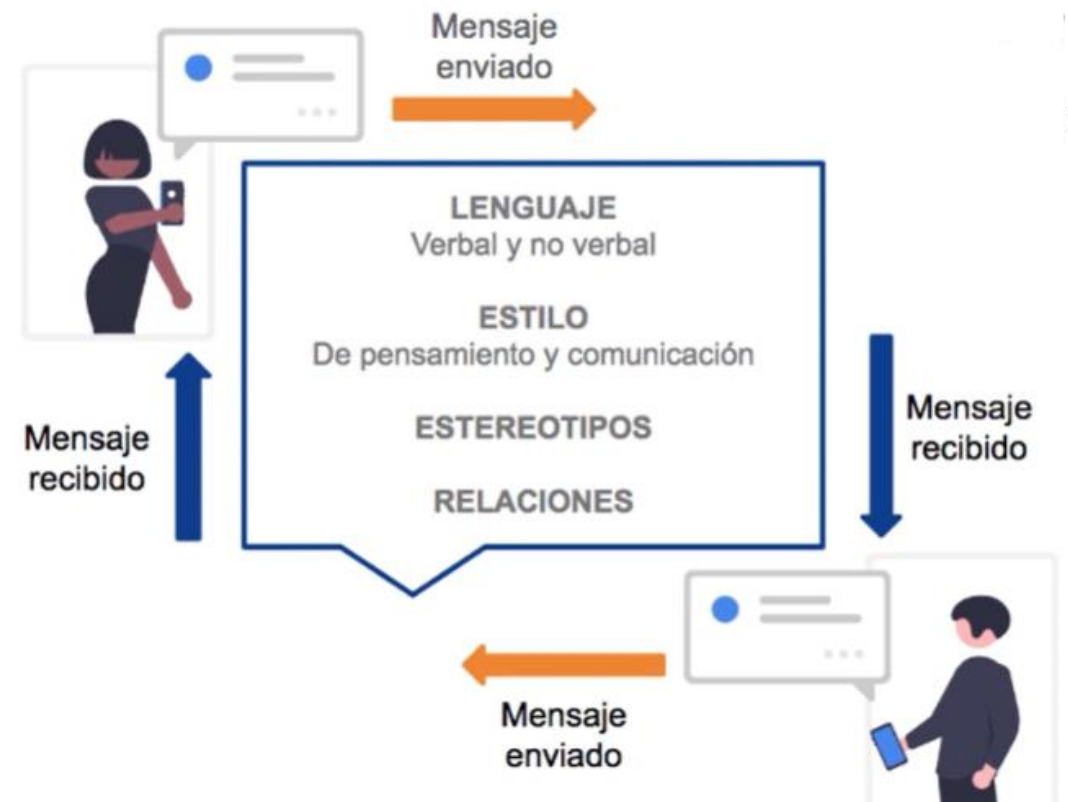 Mensaje
enviado
LENGUAJE
Verbal y no verbal
ESTILO
De pensamiento y comunicación
ESTEREOTIPOS
RELACIONES
Mensaje
recibido
Mensaje
recibido
Mensaje
enviado